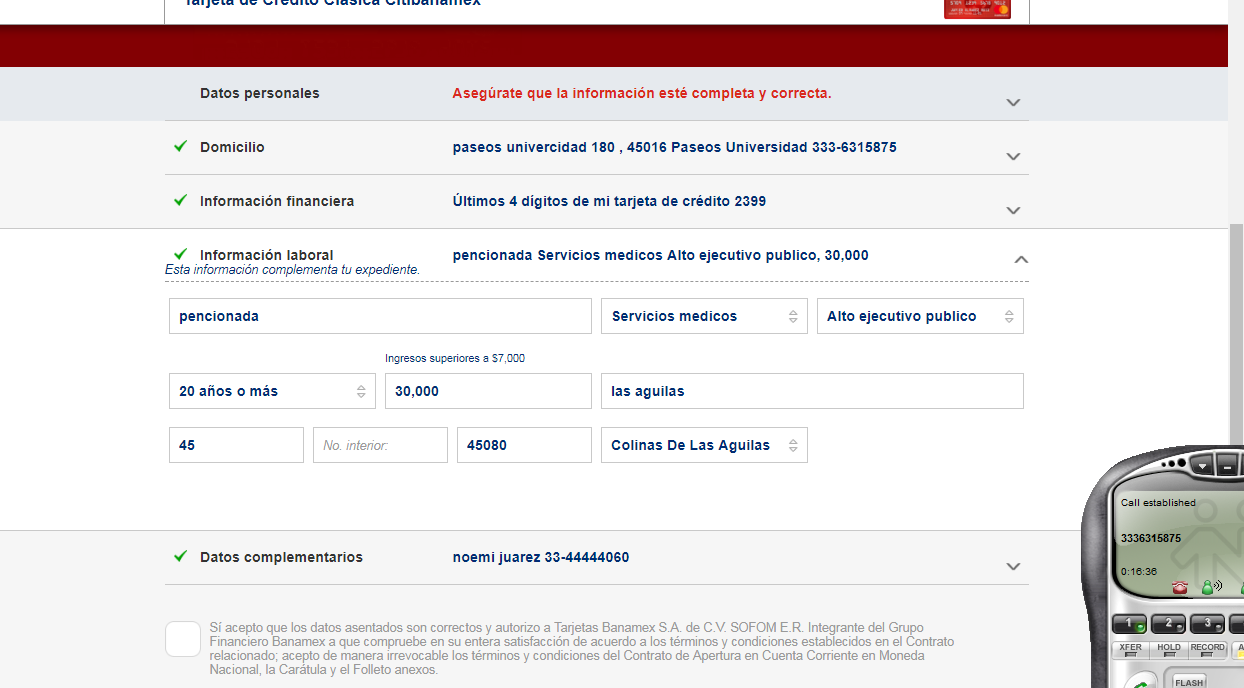 Tarjeta de Crédito Clásica Citibanamex
Datos personales
Asegúrate que la información esté completa y correcta.
Domicilio
paseos univercidad 180 , 45016 Paseos Universidad 333-6315875
Información financiera
Últimos 4 dígitos de mi tarjeta de crédito 2399
Información laboral
pencionada Servicios medicos Alto ejecutivo publico, 30,000
Esta información complementa tu expediente.
pencionada
Servicios medicos
Alto ejecutivo publico
Ingresos superiores a $7,000
20 años o más
30,000
las aguilas
45
No. interior:
45080
Colinas De Las Aguilas
Call established
3336315875
0:16:36
1
2
3
XFER
HOLD
RECORD
FLASH
Datos complementarios
noemi juarez 33-44444060
Sí acepto que los datos asentados son correctos y autorizo a Tarjetas Banamex S.A. de C.V. SOFOM E.R. Integrante del Grupo
Financiero Banamex a que compruebe en su entera satisfacción de acuerdo a los términos y condiciones establecidos en el Contrato
relacionado; acepto de manera irrevocable los términos y condiciones del Contrato de Apertura en Cuenta Corriente en Moneda
Nacional, la Carátula y el Folleto anexos.